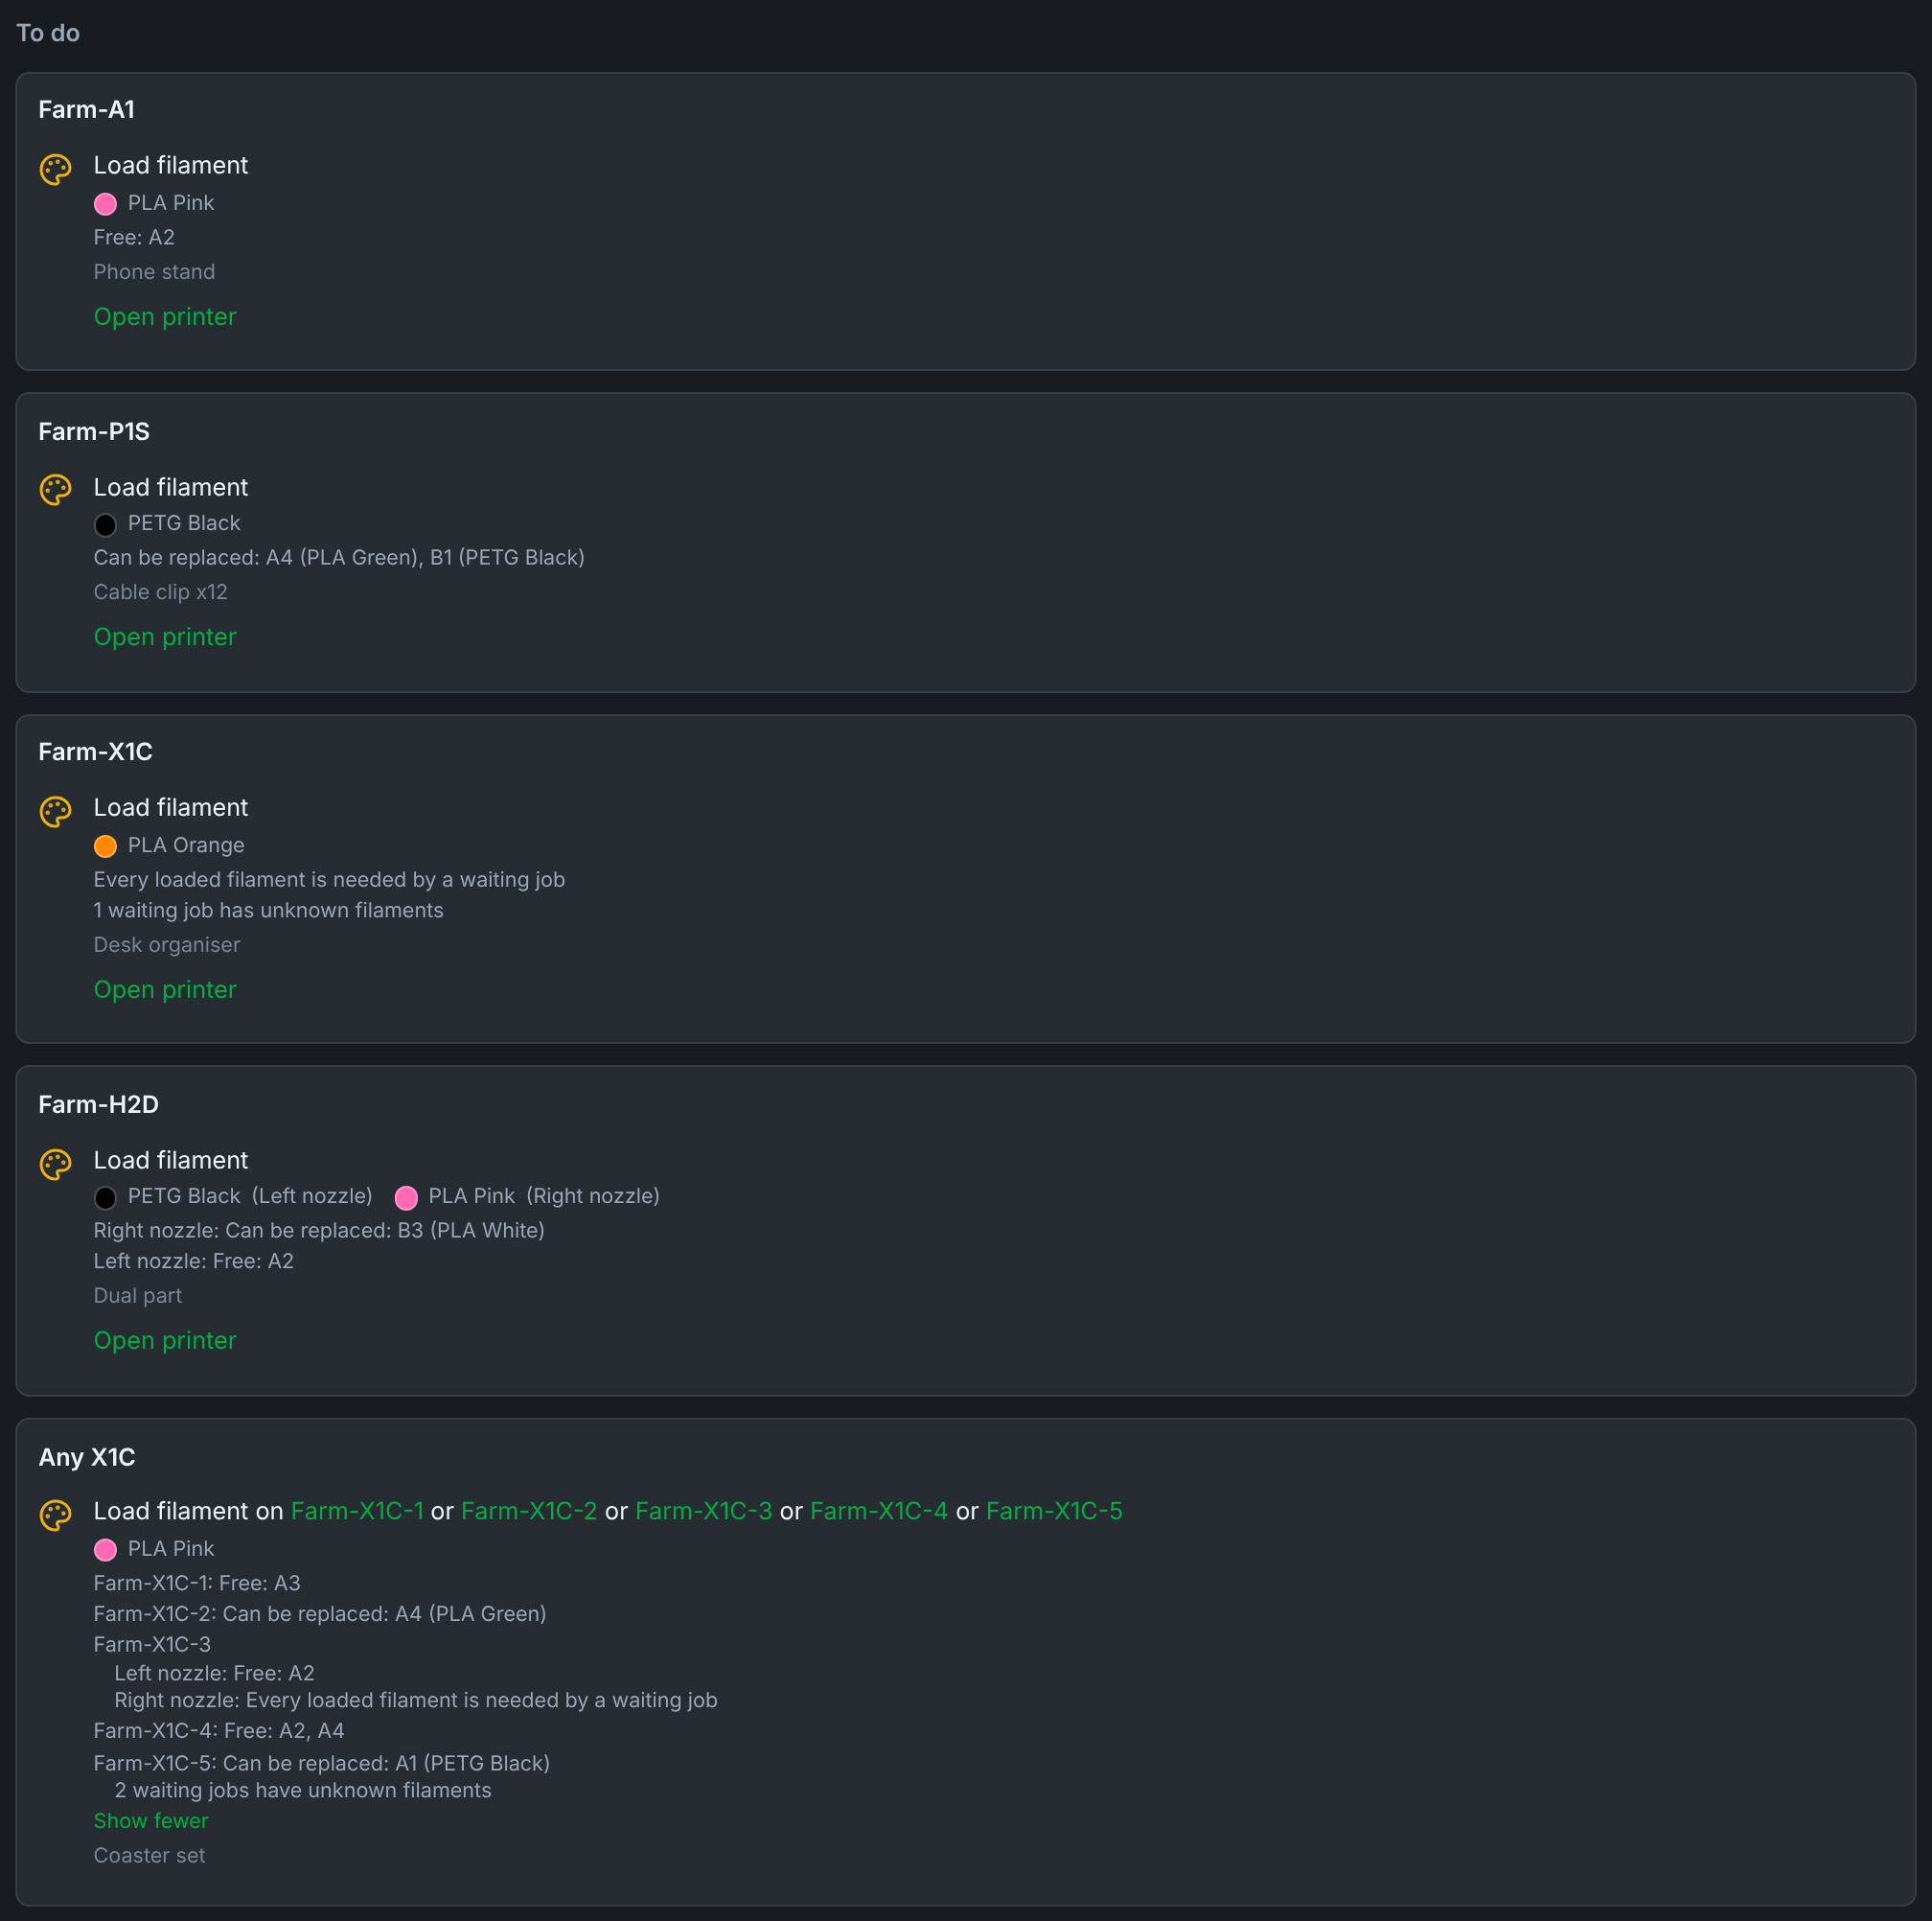 To do
Farm-A1
Load filament
PLA Pink
Free: A2
Phone stand
Open printer
Farm-P1S
Load filament
PETG Black
Can be replaced: A4 (PLA Green), B1 (PETG Black)
Cable clip x12
Open printer
Farm-X1C
Load filament
PLA Orange
Every loaded filament is needed by a waiting job
1 waiting job has unknown filaments
Desk organiser
Open printer
Farm-H2D
Load filament
PETG Black (Left nozzle) PLA Pink (Right nozzle)
Right nozzle: Can be replaced: B3 (PLA White)
Left nozzle: Free: A2
Dual part
Open printer
Any X1C
Load filament on Farm-X1C-1 or Farm-X1C-2 or Farm-X1C-3 or Farm-X1C-4 or Farm-X1C-5
PLA Pink
Farm-X1C-1: Free: A3
Farm-X1C-2: Can be replaced: A4 (PLA Green)
Farm-X1C-3
Left nozzle: Free: A2
Right nozzle: Every loaded filament is needed by a waiting job
Farm-X1C-4: Free: A2, A4
Farm-X1C-5: Can be replaced: A1 (PETG Black)
2 waiting jobs have unknown filaments
Show fewer
Coaster set